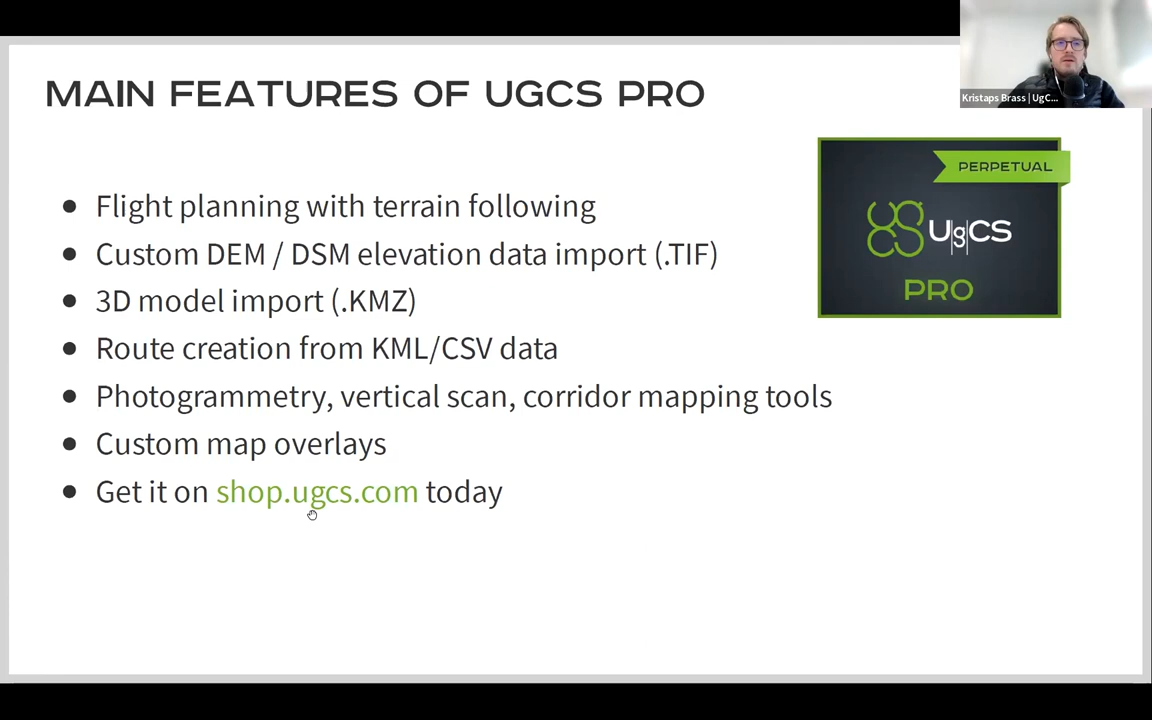 MAIN FEATURES OF UGCS PRO
Kristaps Brass | UgC...
PERPETUAL
UgCS
PRO
• Flight planning with terrain following
• Custom DEM / DSM elevation data import (.TIF)
• 3D model import (.KMZ)
• Route creation from KML/CSV data
• Photogrammetry, vertical scan, corridor mapping tools
• Custom map overlays
• Get it on shop.ugcs.com today